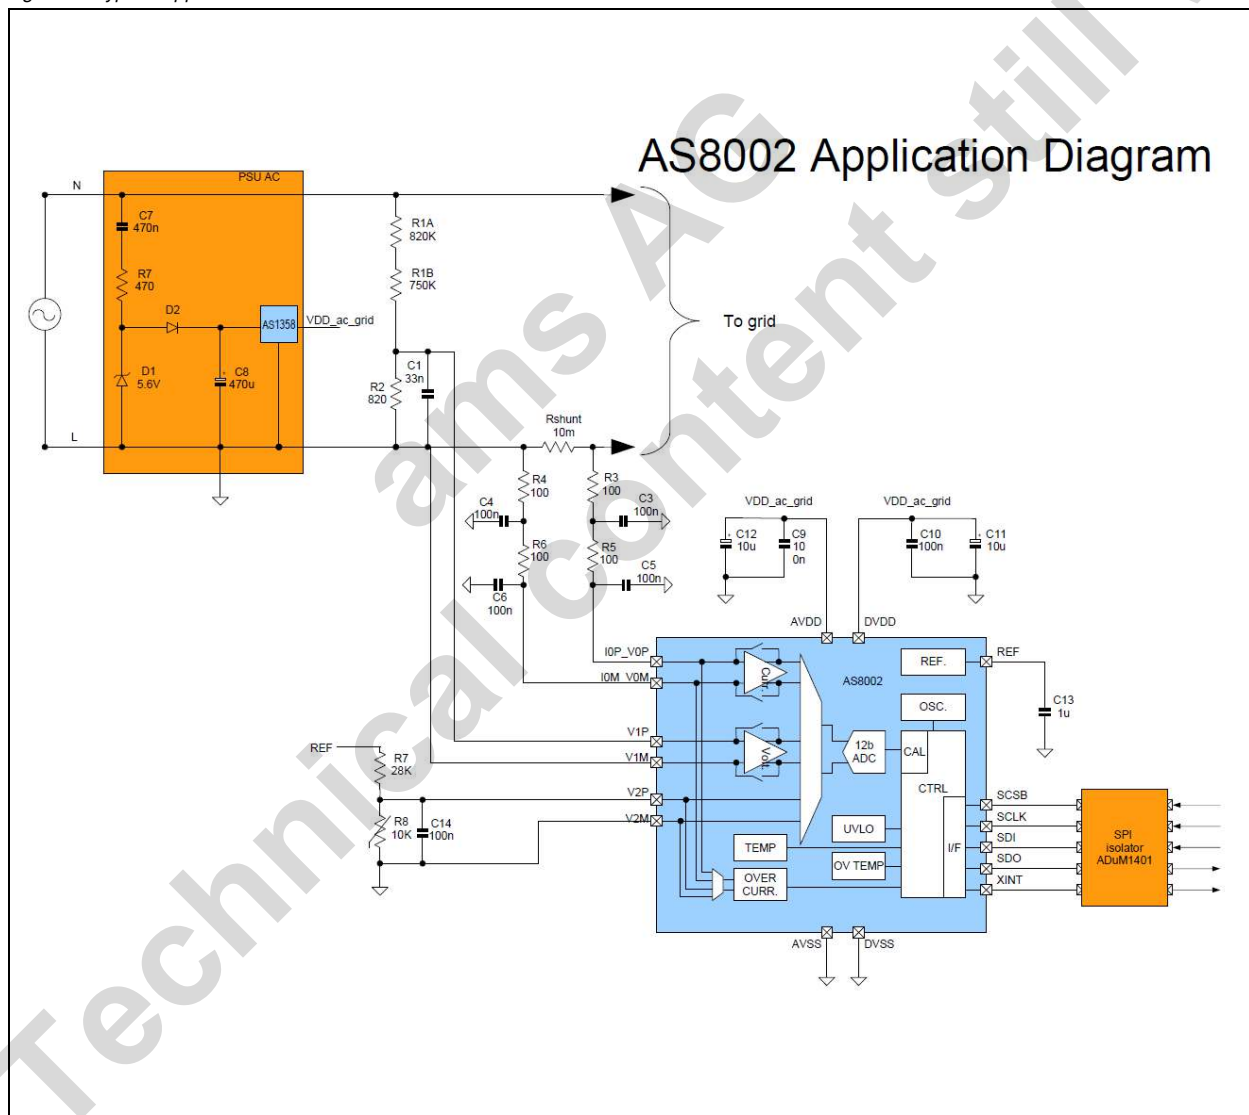 AS8002 Application Diagram
N
PSU AC
C7
470n
R7
470
D2
AS1358
VDD_ac_grid
D1
5.6V
C8
470u
L
R1A
820K
R1B
750K
C1
33n
R2
820
To grid
Rshunt
10m
R4
100
R3
100
C4
100n
C3
100n
R6
100
R5
100
C6
100n
C5
100n
VDD_ac_grid
VDD_ac_grid
C12
10u
C9
10
0n
C10
100n
C11
10u
AVDD
DVDD
I0P_V0P
I0M_V0M
Curr.
AS8002
REF.
REF
C13
1u
OSC.
V1P
V1M
Volt.
12b
ADC
CAL
CTRL
REF
R7
28K
V2P
R8
10K
C14
100n
V2M
UVLO
TEMP
OV TEMP
OVER
CURR.
I/F
SCSB
SCLK
SDI
SDO
XINT
SPI
isolator
ADuM1401
AVSS
DVSS
ams AG
Technical content still